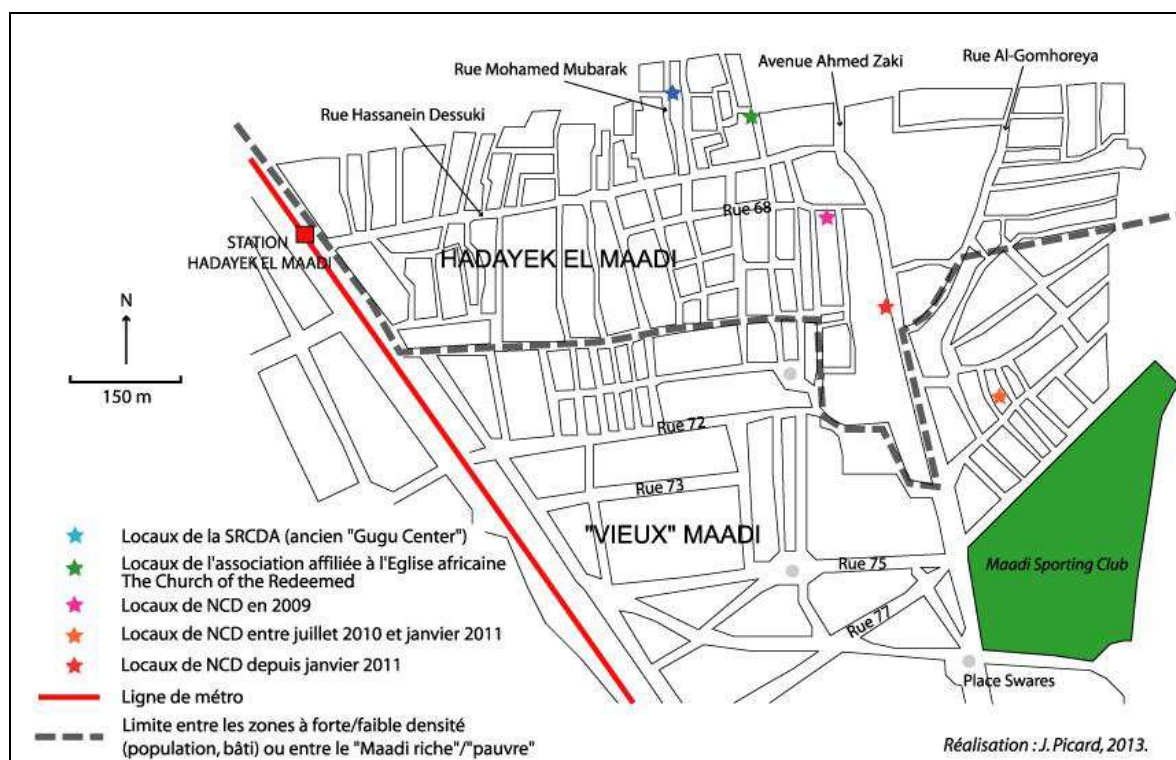 Rue Mohamed Mubarak
Avenue Ahmed Zaki
Rue Al-Gomhoreya
Rue Hassanein Dessuki
Rue 68
STATION
HADAYEK EL MAADI
HADAYEK EL MAADI
N
150 m
Rue 72
Rue 73
"VIEUX" MAADI
Rue 75
Maadi Sporting Club
Rue 77
Place Swares
Locaux de la SRCDA (ancien "Gugu Center")
Locaux de l'association affiliée à l'Eglise africaine
The Church of the Redeemed
Locaux de NCD en 2009
Locaux de NCD entre juillet 2010 et janvier 2011
Locaux de NCD depuis janvier 2011
Ligne de métro
Limite entre les zones à forte/faible densité
(population, bâti) ou entre le "Maadi riche"/"pauvre"
Réalisation : J. Picard, 2013.